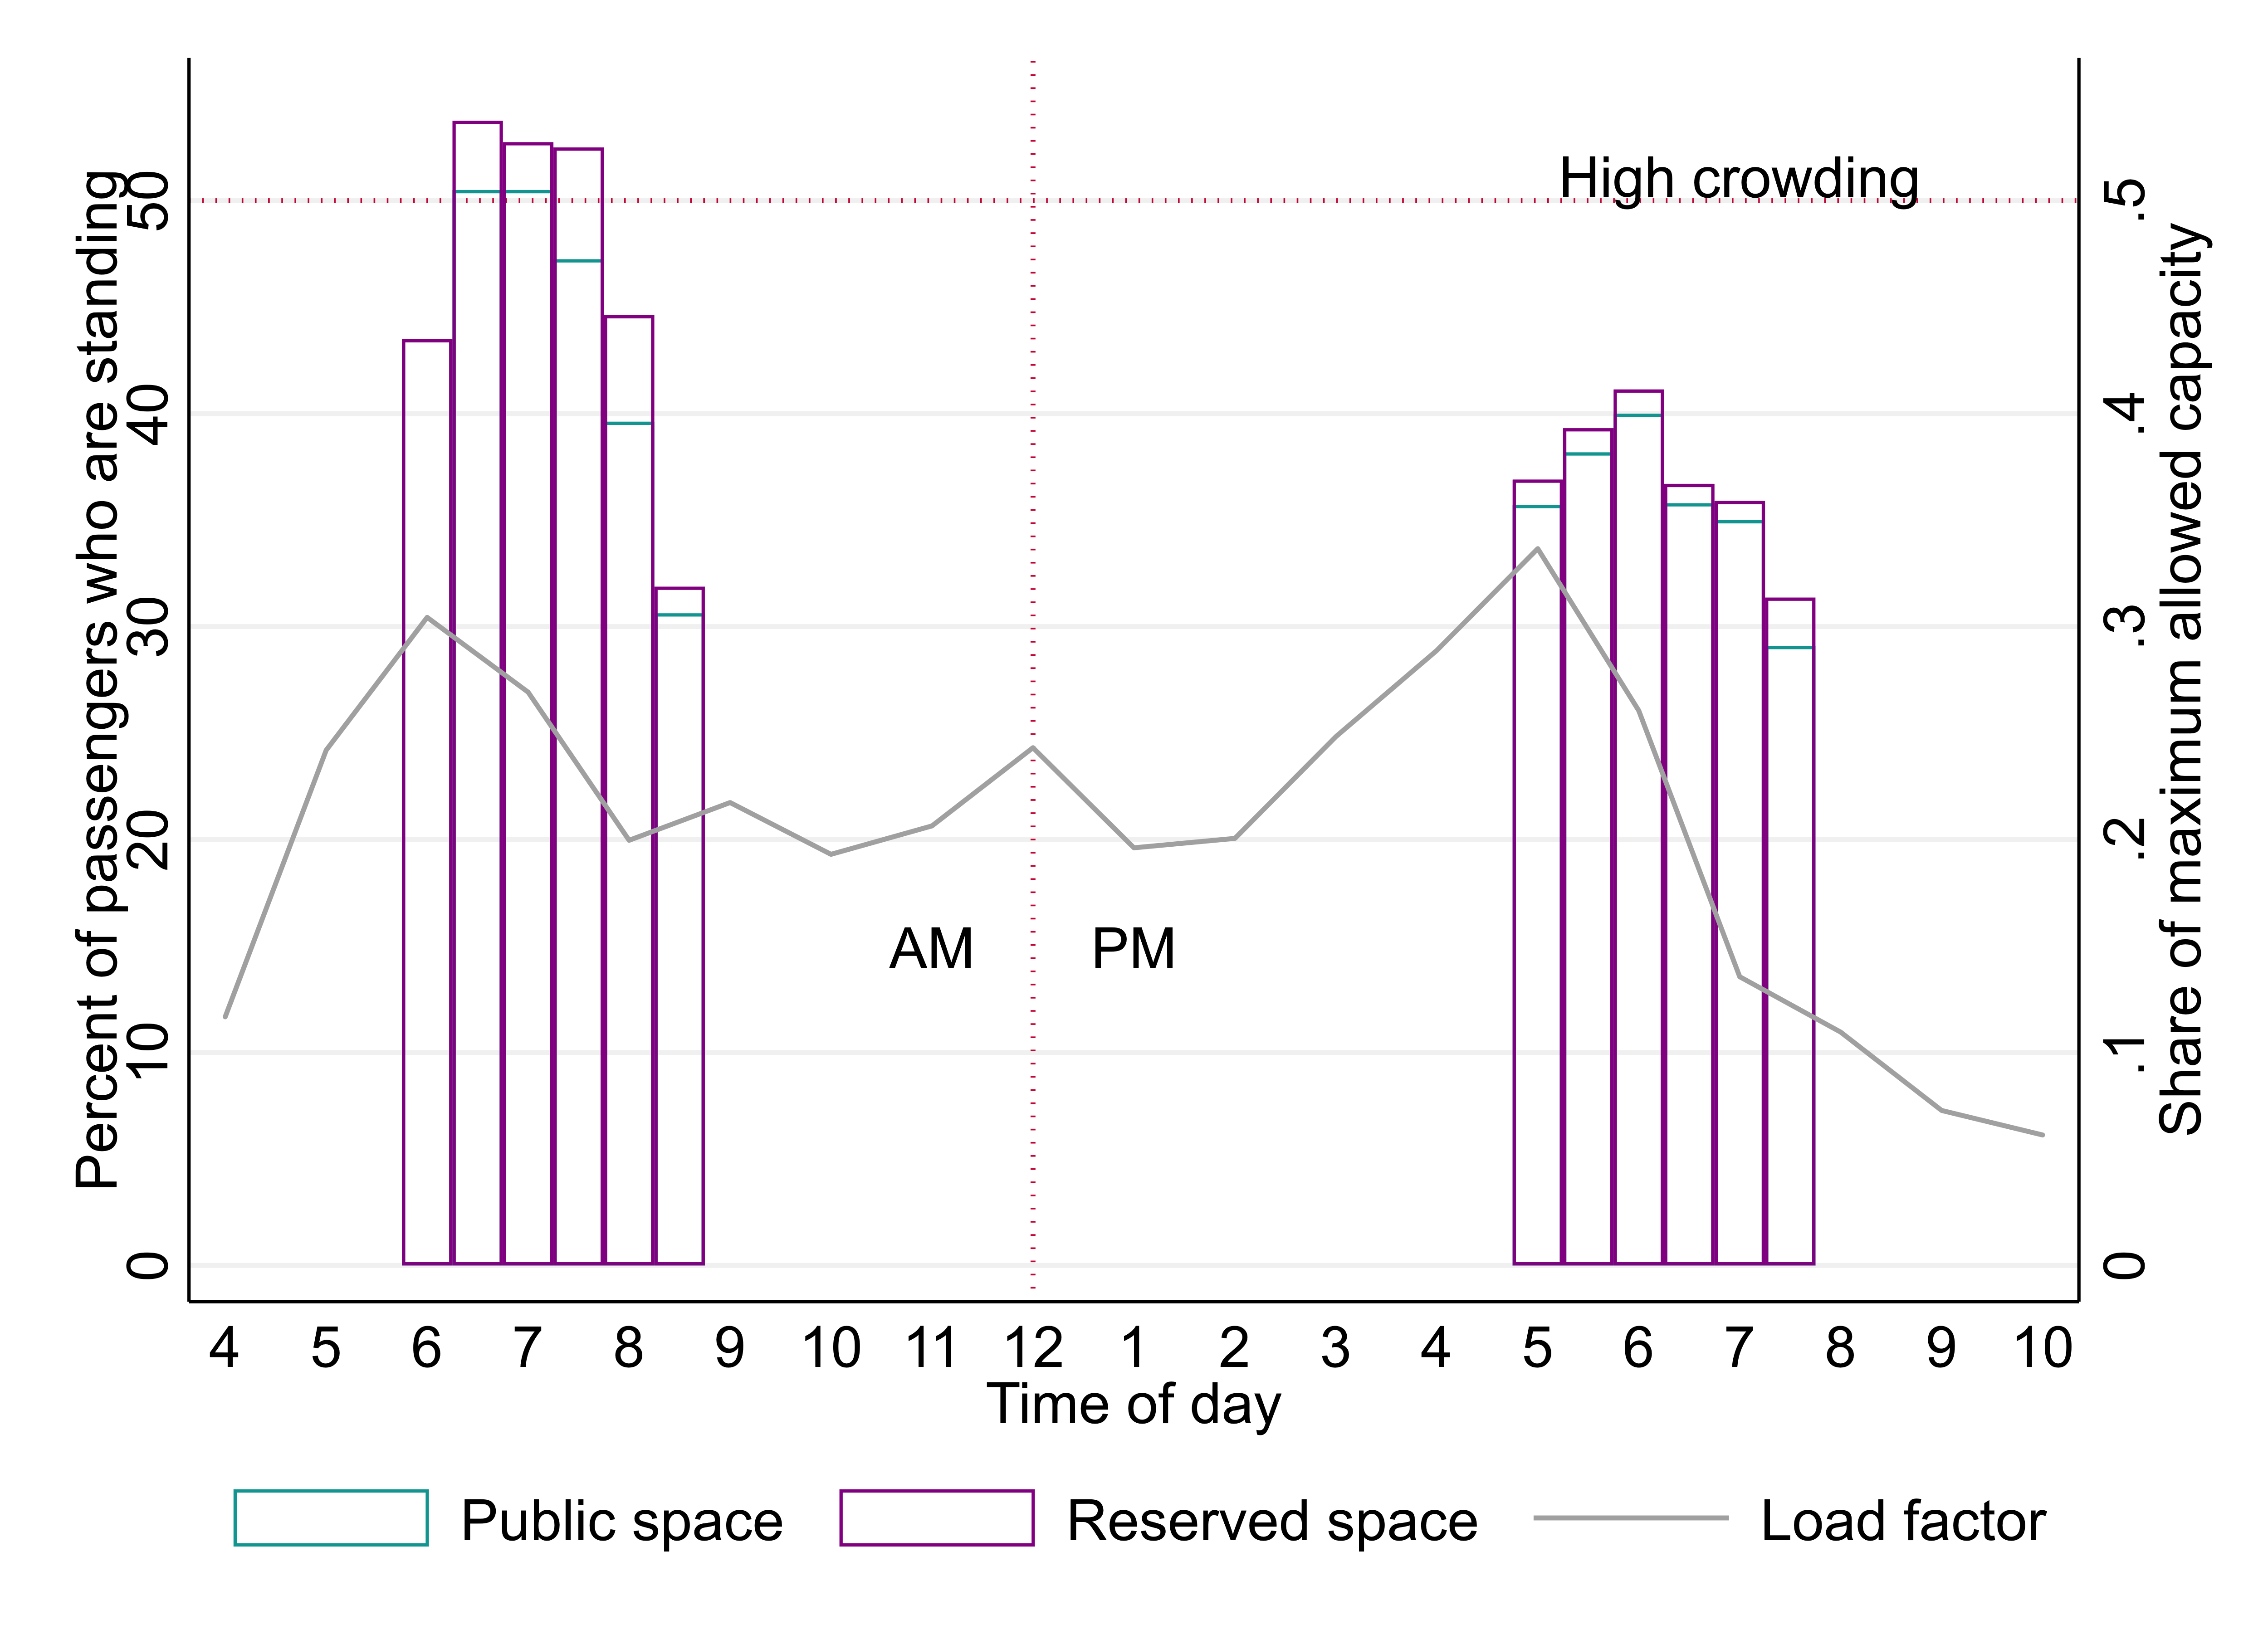 Percent of passengers who are standing
50
40
30
20
10
0
High crowding
AM PM
.5
.4
.3
.2
.1
0
Share of maximum allowed capacity
4 5 6 7 8 9 10 11 12 1 2 3 4 5 6 7 8 9 10
Time of day
Public space Reserved space Load factor